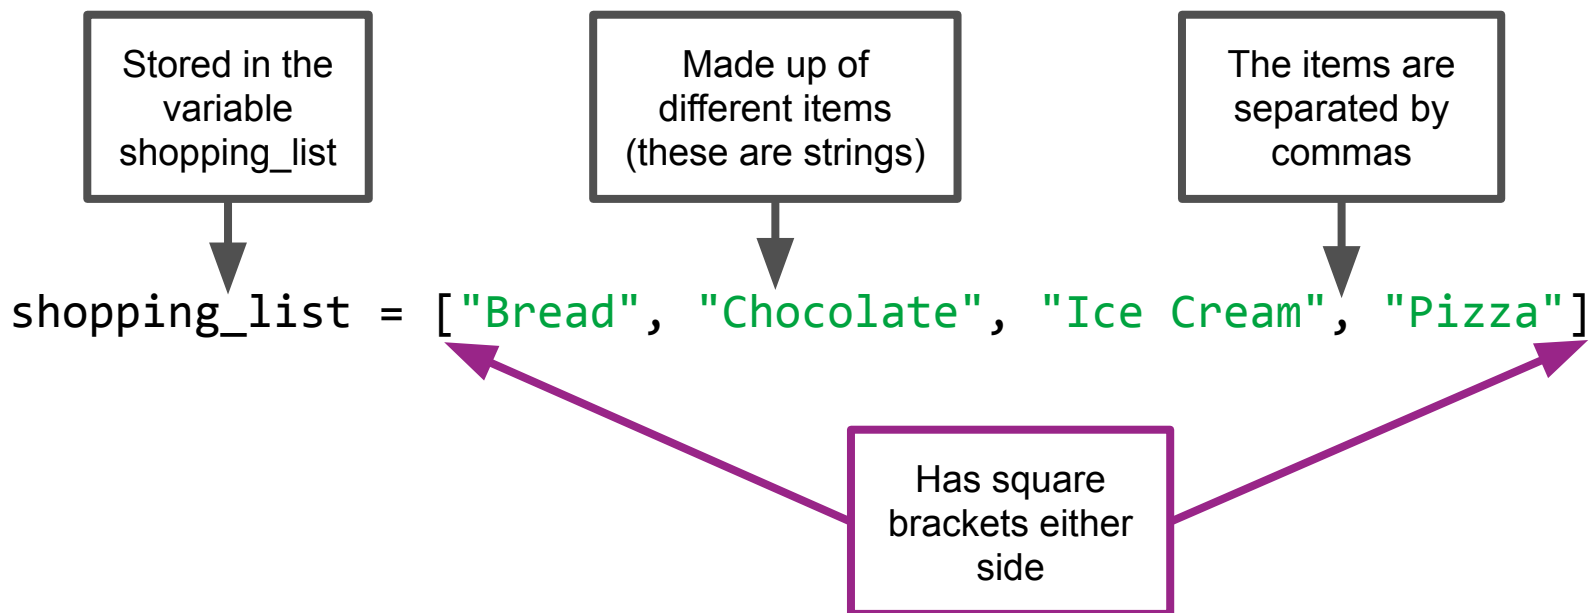 Stored in the
variable
shopping_list
Made up of
different items
(these are strings)
The items are
separated by
commas
shopping_list = ["Bread", "Chocolate", "Ice Cream", "Pizza"]
Has square
brackets either
side